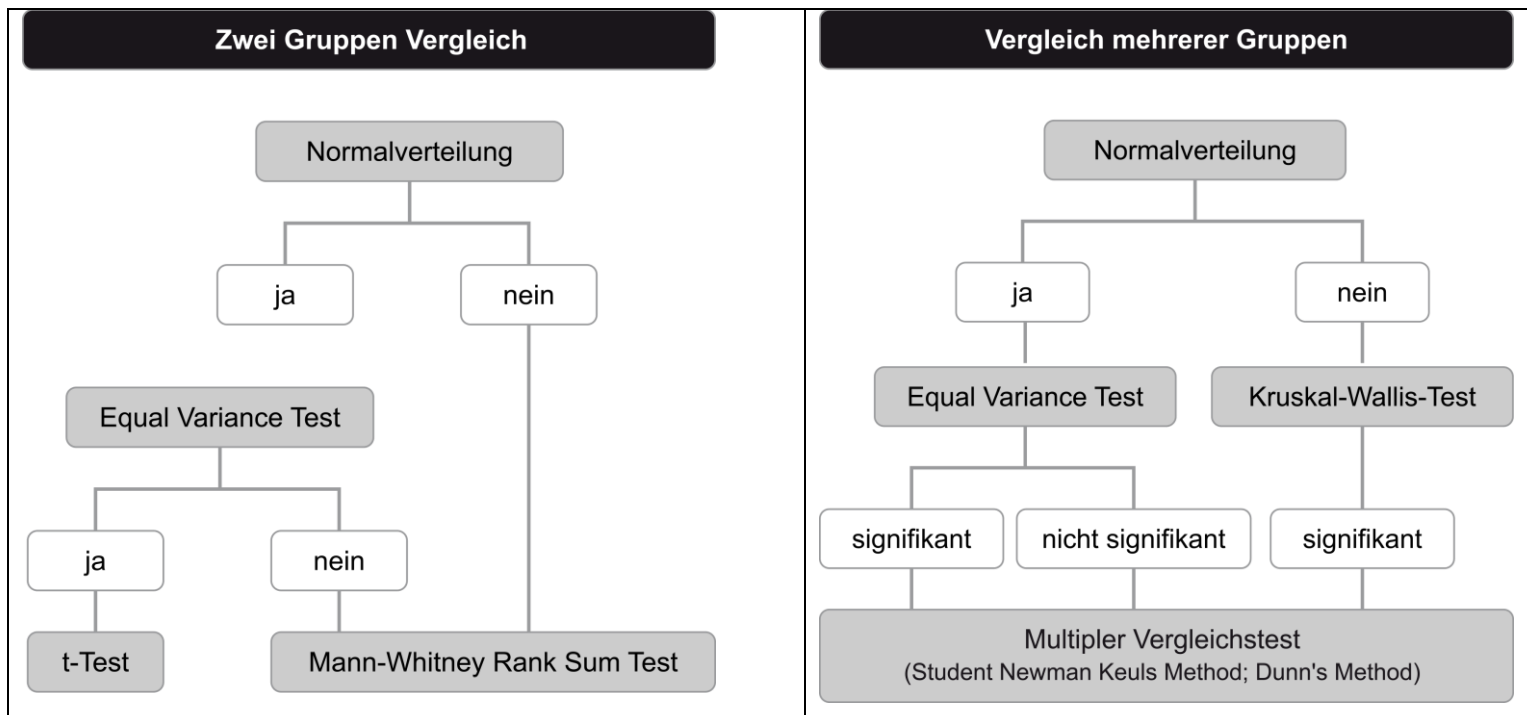 Zwei Gruppen Vergleich
Normalverteilung
ja
nein
Equal Variance Test
ja
nein
t-Test
Mann-Whitney Rank Sum Test
Vergleich mehrerer Gruppen
Normalverteilung
ja
nein
Equal Variance Test
Kruskal-Wallis-Test
signifikant
nicht signifikant
signifikant
Multipler Vergleichstest
(Student Newman Keuls Method; Dunn's Method)